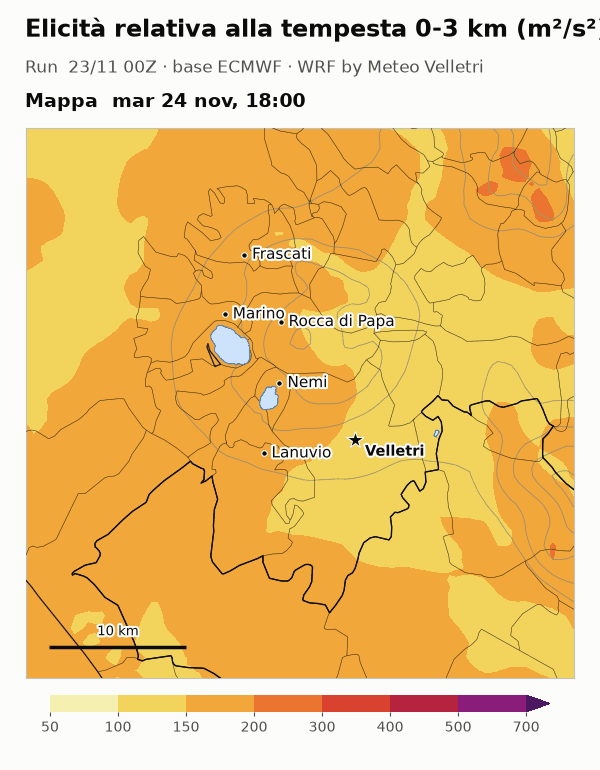 Elicità relativa alla tempesta 0-3 km (m²/s²)
Run  23/11 00Z · base ECMWF · WRF by Meteo Velletri
Mappa  mar 24 nov, 18:00
Frascati
Marino
Rocca di Papa
Nemi
Velletri
Lanuvio
10 km
50 100 150 200 300 400 500 700